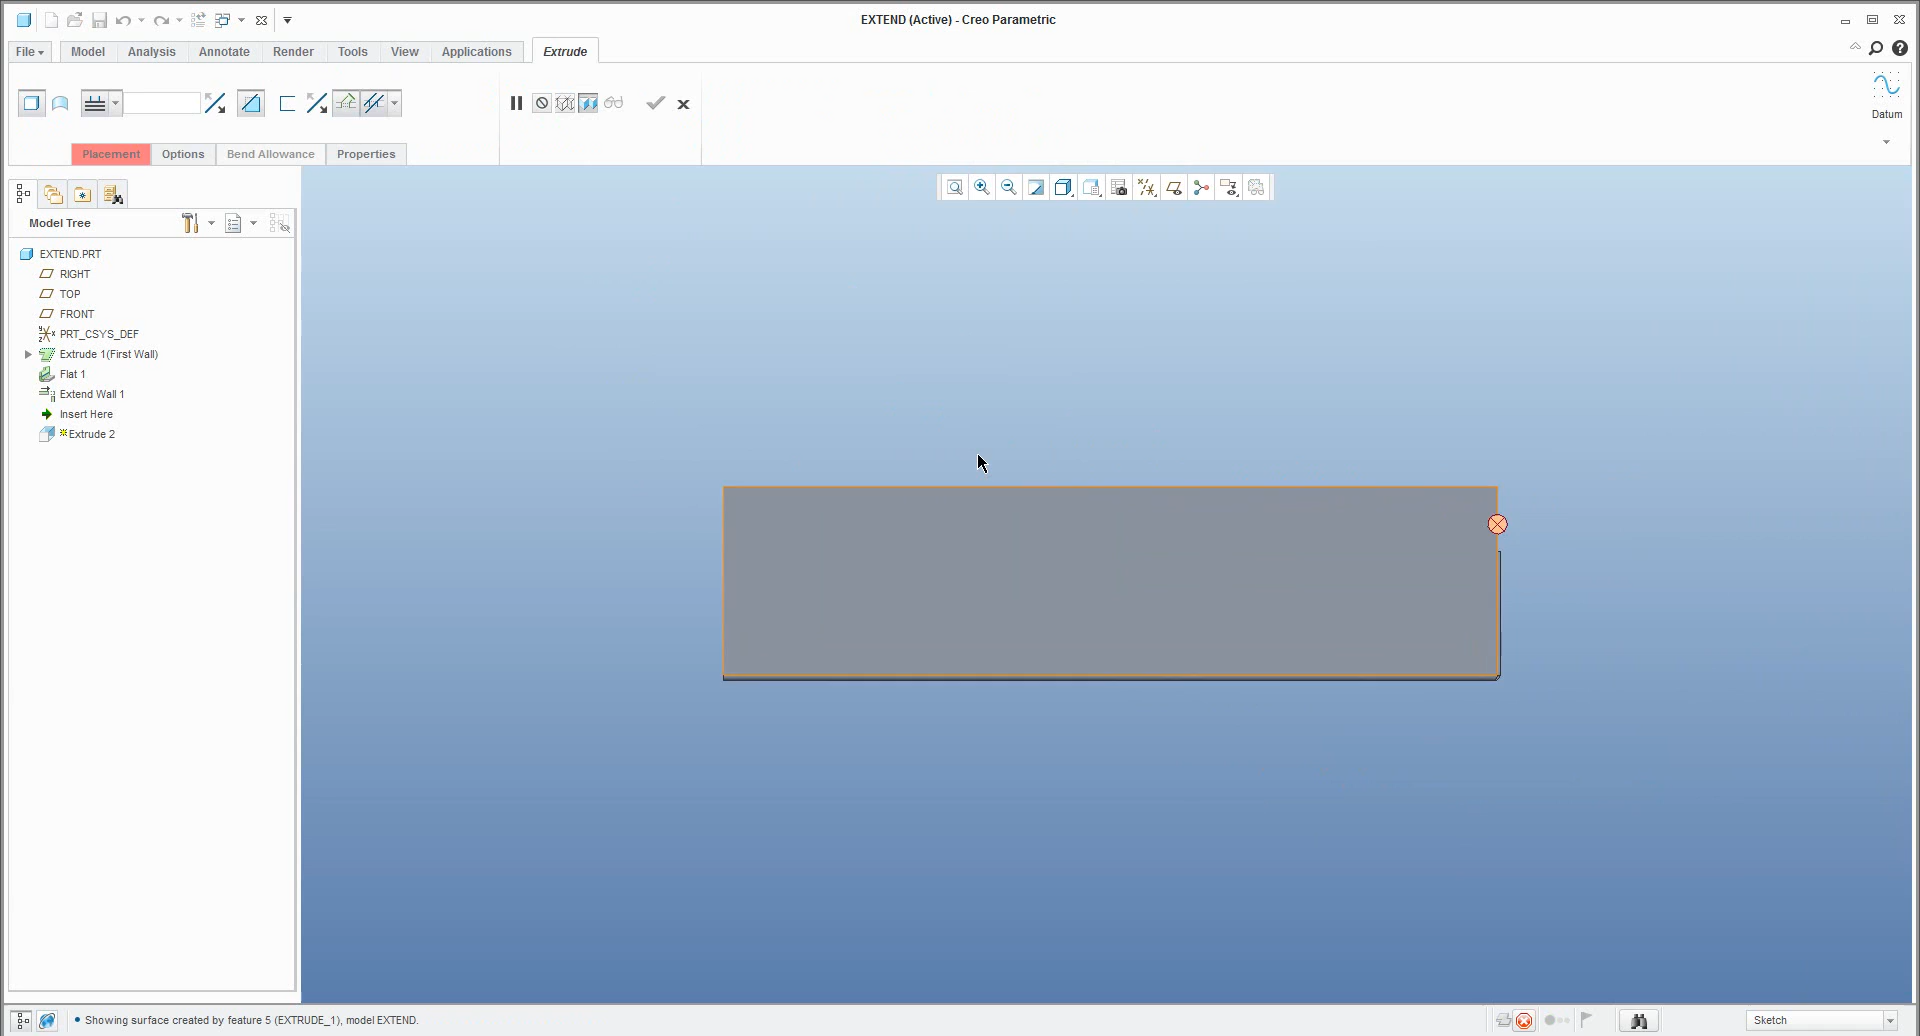 EXTEND (Active) - Creo Parametric
File Model Analysis Annotate Render Tools View Applications Extrude
Datum
Placement Options Bend Allowance Properties
Model Tree
EXTEND.PRT
RIGHT
TOP
FRONT
PRT_CSYS_DEF
Extrude 1(First Wall)
Flat 1
Extend Wall 1
Insert Here
Extrude 2
Showing surface created by feature 5 (EXTRUDE_1), model EXTEND.
Sketch